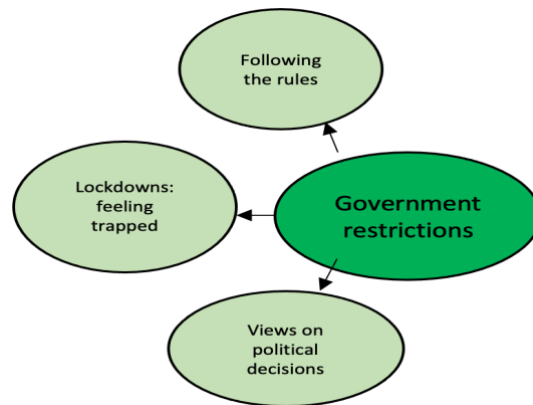 Following
the rules
Lockdowns:
feeling
trapped
Government
restrictions
Views on
political
decisions